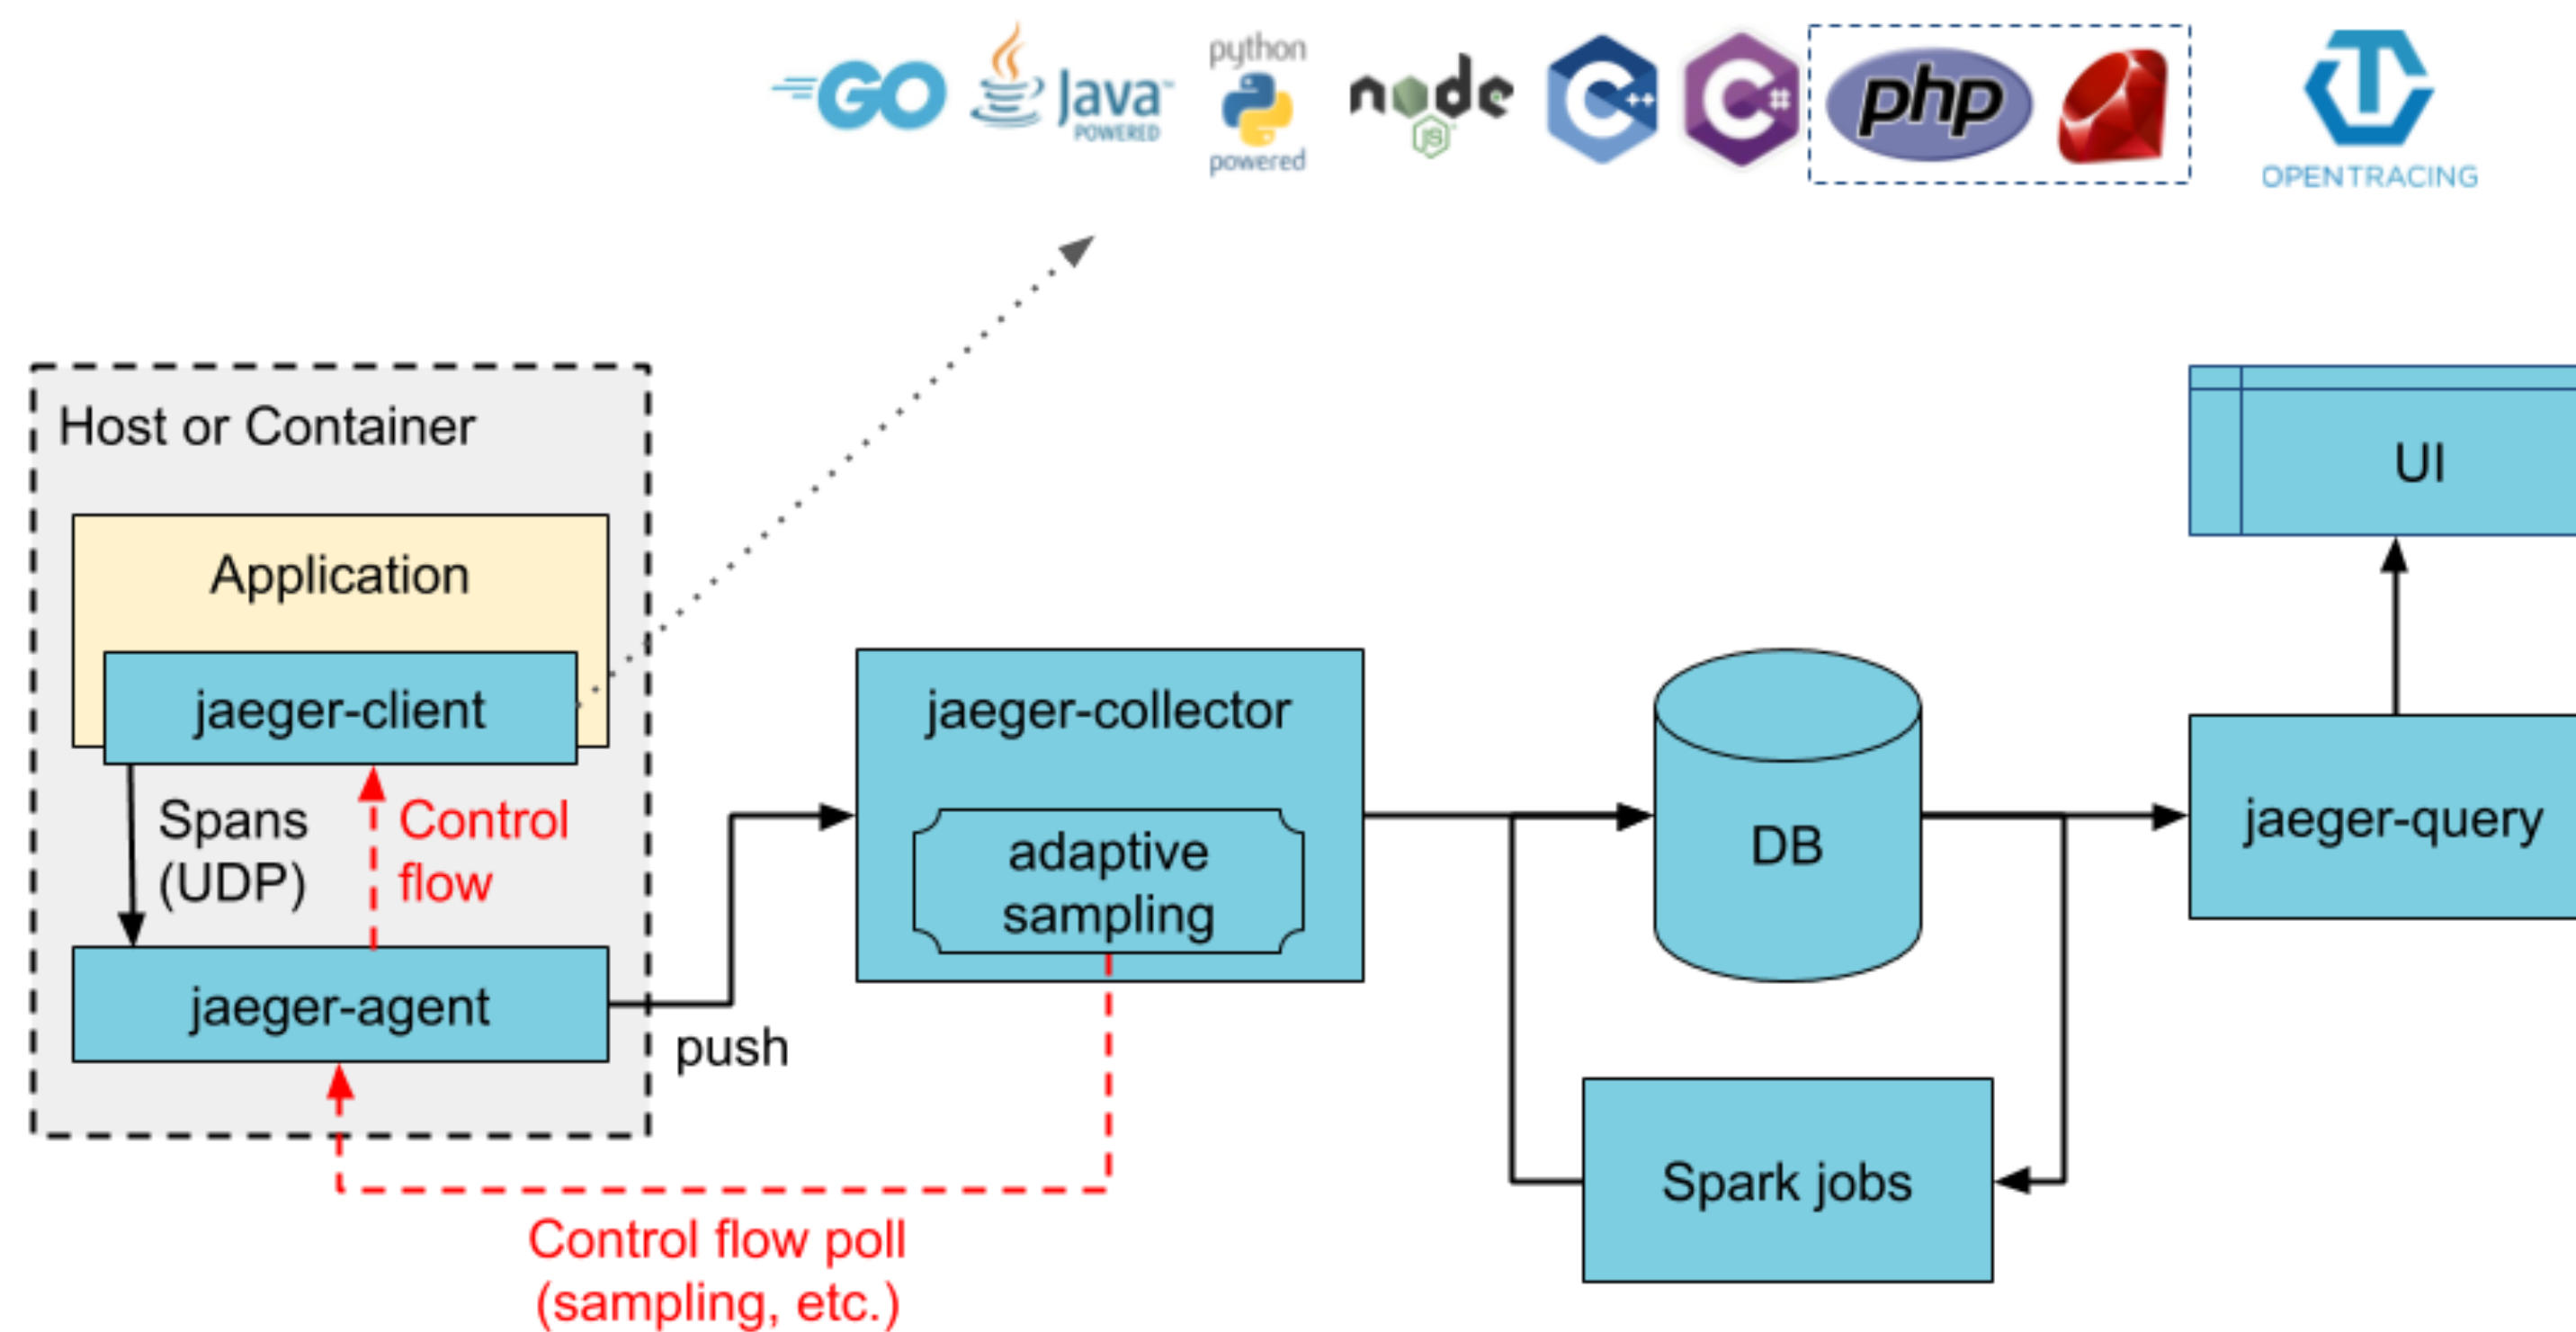 GO
Java
POWERED
python
powered
node
JS
C++
C#
php
OPENTRACING
Host or Container
Application
jaeger-client
Spans
(UDP)
Control
flow
jaeger-agent
push
Control flow poll
(sampling, etc.)
jaeger-collector
adaptive
sampling
DB
Spark jobs
UI
jaeger-query